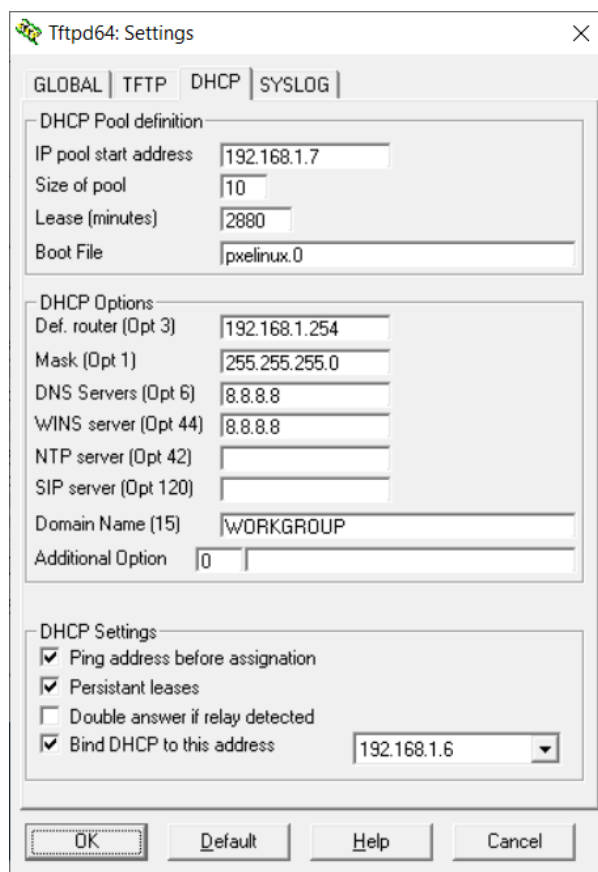 Tftpd64: Settings
GLOBAL TFTP DHCP SYSLOG
DHCP Pool definition
IP pool start address 192.168.1.7
Size of pool 10
Lease (minutes) 2880
Boot File pxelinux.0
DHCP Options
Def. router (Opt 3) 192.168.1.254
Mask (Opt 1) 255.255.255.0
DNS Servers (Opt 6) 8.8.8.8
WINS server (Opt 44) 8.8.8.8
NTP server (Opt 42)
SIP server (Opt 120)
Domain Name (15) WORKGROUP
Additional Option 0
DHCP Settings
Ping address before assignation
Persistant leases
Double answer if relay detected
Bind DHCP to this address 192.168.1.6
OK Default Help Cancel